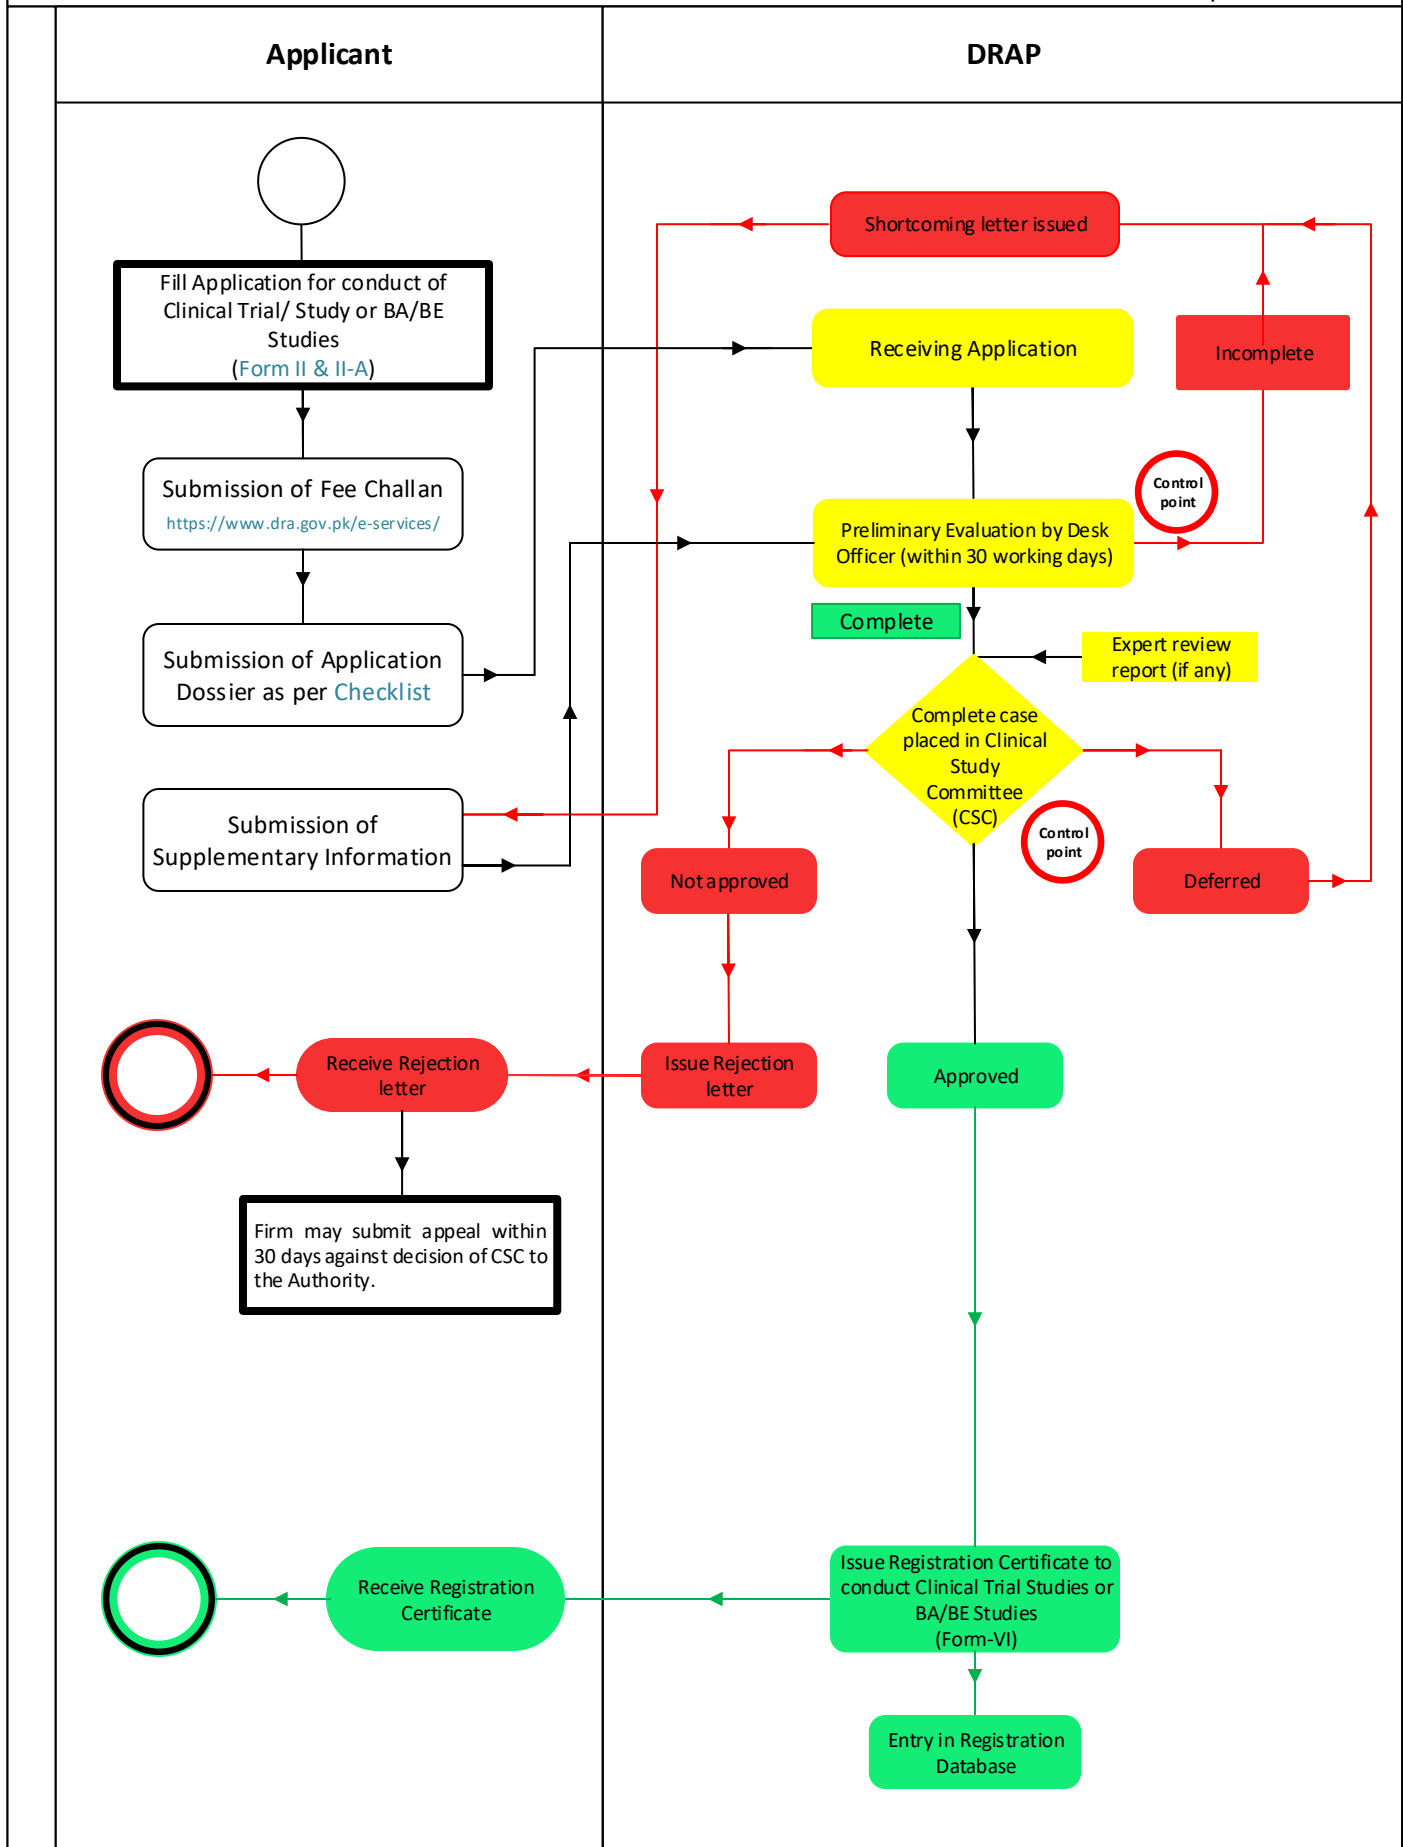 Applicant
DRAP
Fill Application for conduct of
Clinical Trial/ Study or BA/BE
Studies
(Form II & II-A)
Submission of Fee Challan
https://www.dra.gov.pk/e-services/
Submission of Application
Dossier as per Checklist
Submission of
Supplementary Information
Shortcoming letter issued
Receiving Application
Incomplete
Control
point
Preliminary Evaluation by Desk
Officer (within 30 working days)
Complete
Expert review
report (if any)
Complete case
placed in Clinical
Study
Committee
(CSC)
Control
point
Not approved
Deferred
Receive Rejection
letter
Issue Rejection
letter
Approved
Firm may submit appeal within
30 days against decision of CSC to
the Authority.
Receive Registration
Certificate
Issue Registration Certificate to
conduct Clinical Trial Studies or
BA/BE Studies
(Form-VI)
Entry in Registration
Database